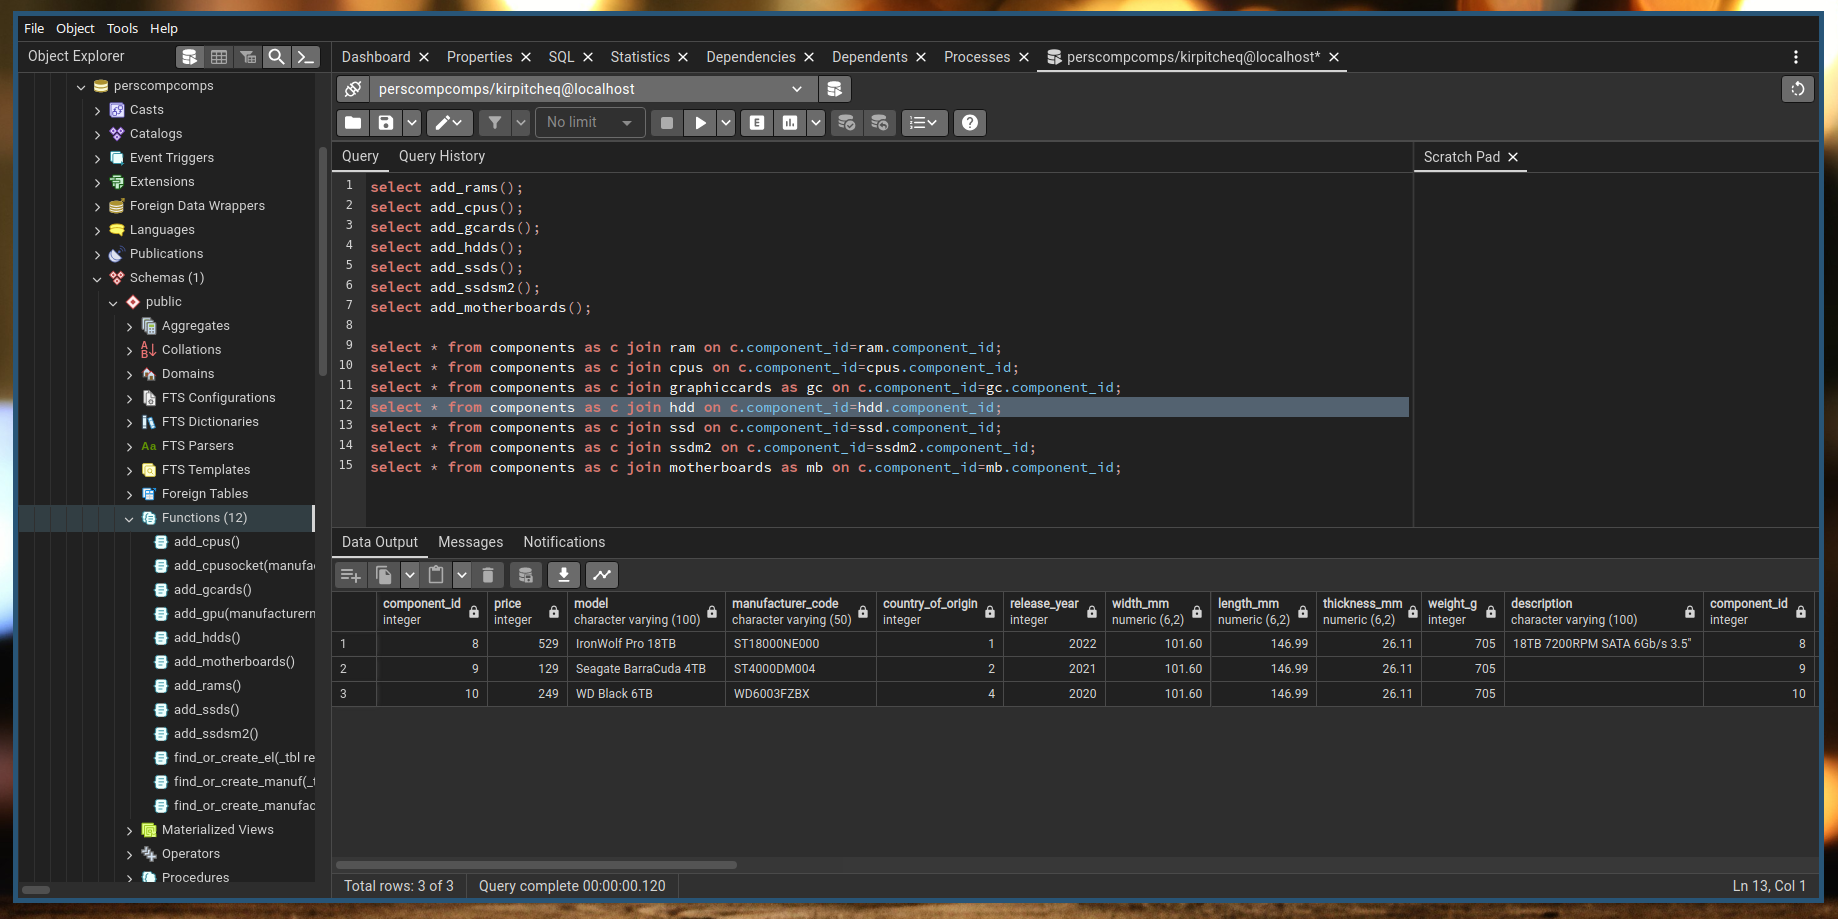 File Object Tools Help
Object Explorer
perscompcomps
Casts
Catalogs
Event Triggers
Extensions
Foreign Data Wrappers
Languages
Publications
Schemas (1)
public
Aggregates
Collations
Domains
FTS Configurations
FTS Dictionaries
Aa FTS Parsers
FTS Templates
Foreign Tables
Functions (12)
add_cpus()
add_cpusocket(manufa
add_gcards()
add_gpu(manufacturern
add_hdds()
add_motherboards()
add_rams()
add_ssds()
add_ssdsm2()
find_or_create_el(_tbl re
find_or_create_manuf(_t
find_or_create_manufac
Materialized Views
Operators
Procedures
Dashboard Properties SQL Statistics Dependencies Dependents Processes perscompcomps/kirpitcheq@localhost*
perscompcomps/kirpitcheq@localhost
No limit E
Query Query History
Scratch Pad
1 select add_rams();
2 select add_cpus();
3 select add_gcards();
4 select add_hdds();
5 select add_ssds();
6 select add_ssdsm2();
7 select add_motherboards();
8
9 select * from components as c join ram on c.component_id=ram.component_id;
10 select * from components as c join cpus on c.component_id=cpus.component_id;
11 select * from components as c join graphiccards as gc on c.component_id=gc.component_id;
12 select * from components as c join hdd on c.component_id=hdd.component_id;
13 select * from components as c join ssd on c.component_id=ssd.component_id;
14 select * from components as c join ssdm2 on c.component_id=ssdm2.component_id;
15 select * from components as c join motherboards as mb on c.component_id=mb.component_id;
Data Output Messages Notifications
component_id price model manufacturer_code country_of_origin release_year width_mm length_mm thickness_mm weight_g description component_id
integer integer character varying (100) character varying (50) integer integer numeric (6,2) numeric (6,2) numeric (6,2) integer character varying (100) integer
1 8 529 IronWolf Pro 18TB ST18000NE000 1 2022 101.60 146.99 26.11 705 18TB 7200RPM SATA 6Gb/s 3.5" 8
2 9 129 Seagate BarraCuda 4TB ST4000DM004 2 2021 101.60 146.99 26.11 705 9
3 10 249 WD Black 6TB WD6003FZBX 4 2020 101.60 146.99 26.11 705 10
Total rows: 3 of 3 Query complete 00:00:00.120 Ln 13, Col 1